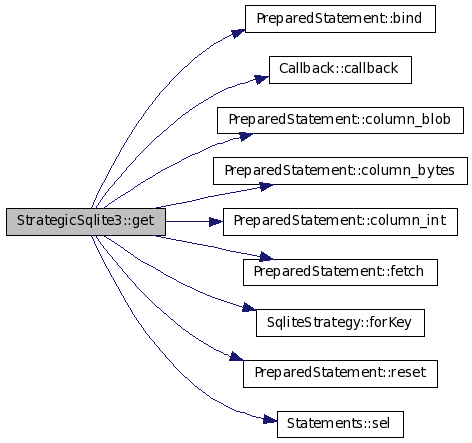 PreparedStatement::bind
Callback::callback
PreparedStatement::column_blob
PreparedStatement::column_bytes
StrategicSqlite3::get
PreparedStatement::column_int
PreparedStatement::fetch
SqliteStrategy::forKey
PreparedStatement::reset
Statements::sel